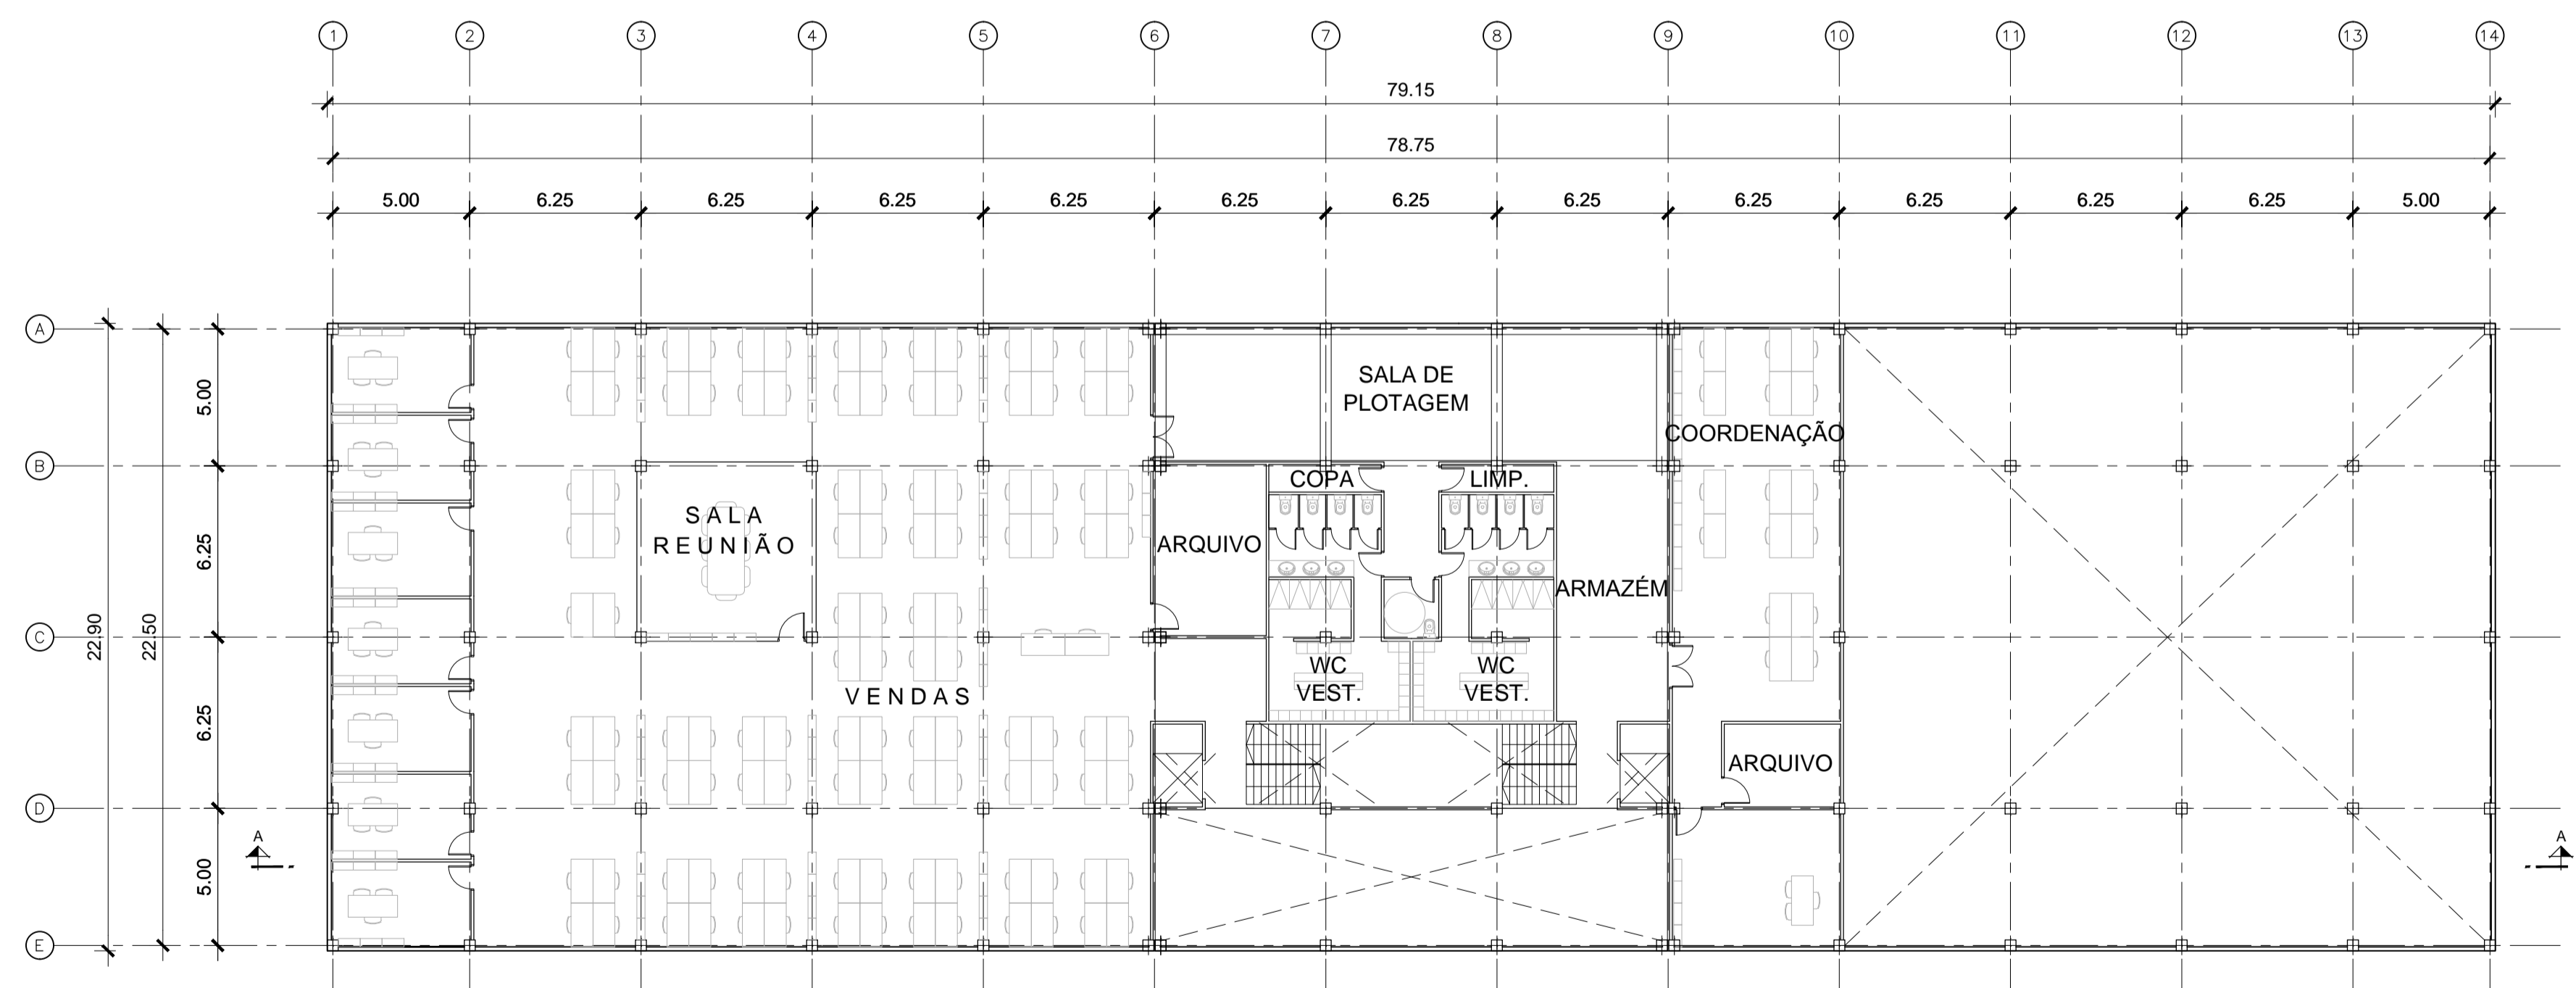 1 2 3 4 5 6 7 8 9 10 11 12 13 14
79.15
78.75
5.00 6.25 6.25 6.25 6.25 6.25 6.25 6.25 6.25 6.25 6.25 6.25 5.00
A
B
C
D
E
22.90
22.50
5.00
6.25
6.25
5.00
SALA DE
PLOTAGEM
COORDENAÇÃO
COPA
LIMP.
SALA
REUNIÃO
ARQUIVO
ARMAZÉM
WC
VEST.
WC
VEST.
VENDAS
ARQUIVO
A
A